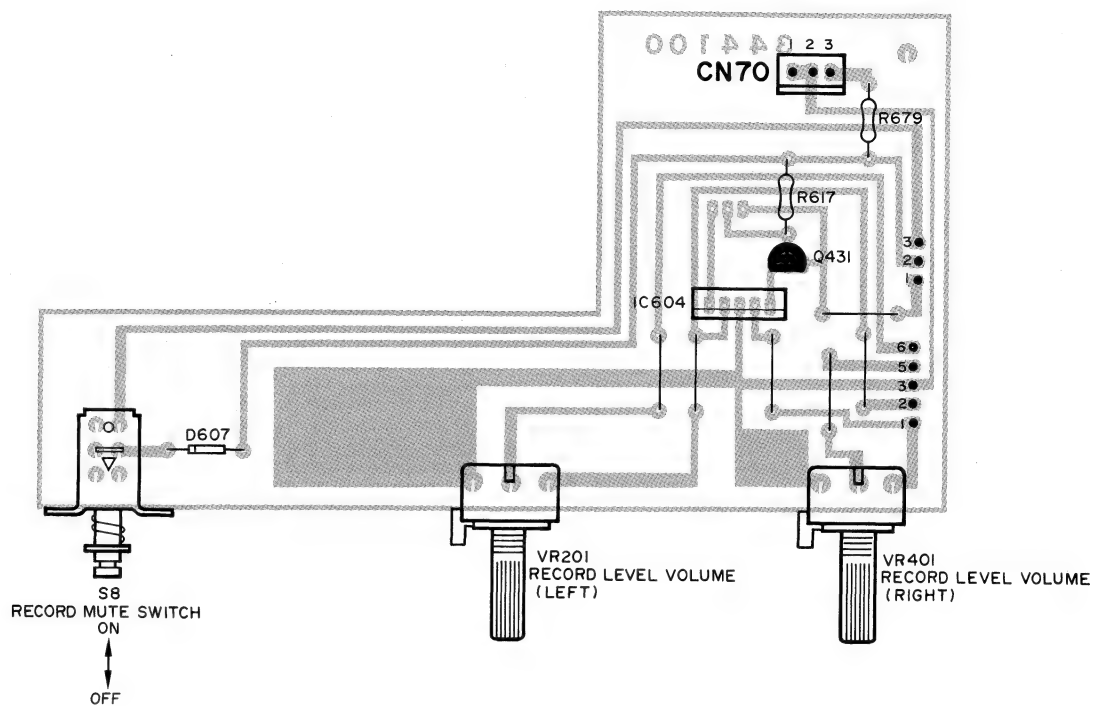 844100
1 2 3
CN70
R679
R617
Q431
3
2
1
IC604
6
5
3
2
1
D607
VR201
RECORD LEVEL VOLUME
(LEFT)
VR401
RECORD LEVEL VOLUME
(RIGHT)
S8
RECORD MUTE SWITCH
ON
OFF